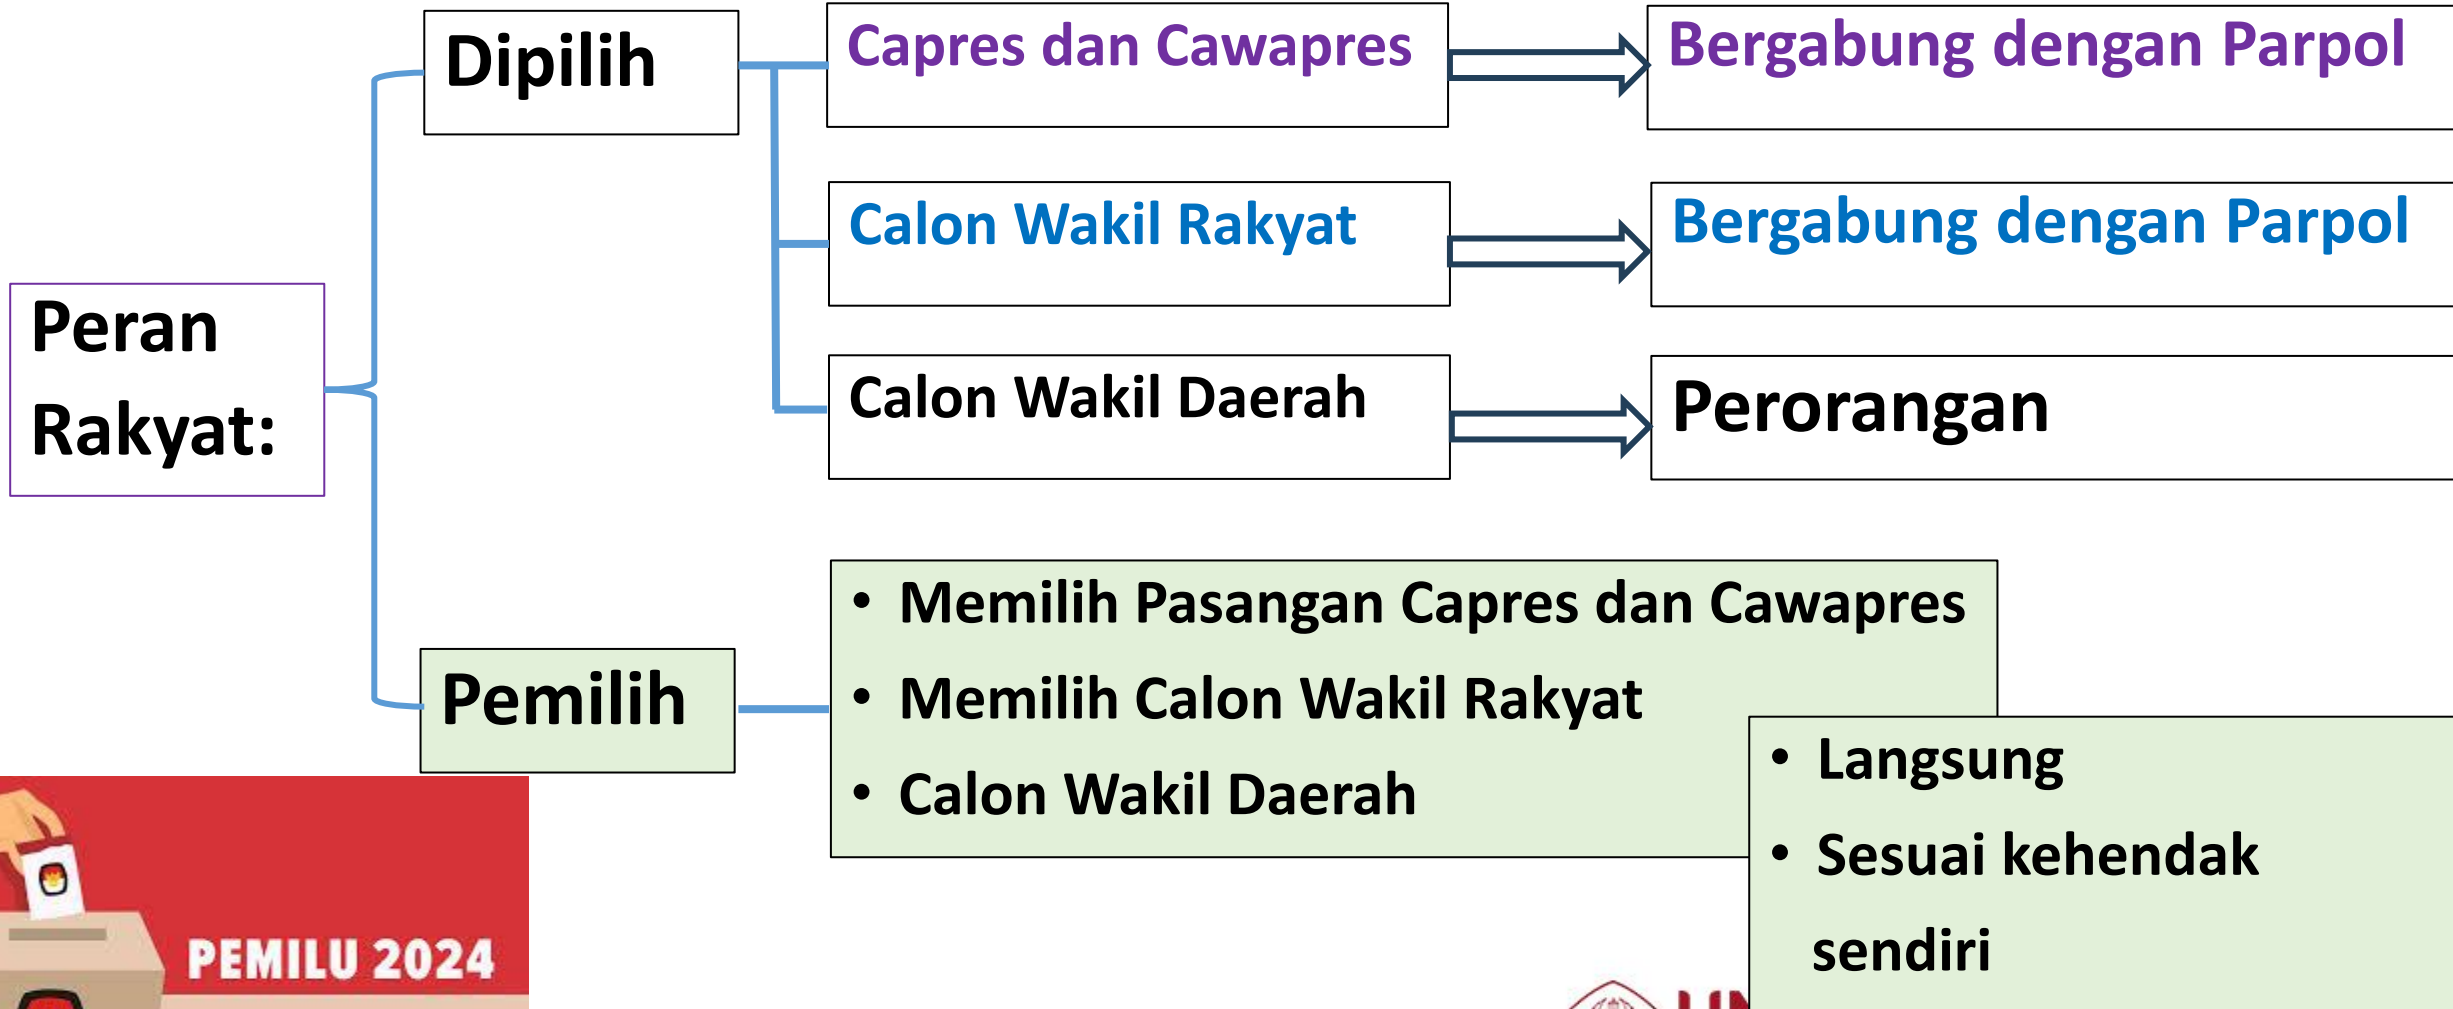 Dipilih
Capres dan Cawapres
Bergabung dengan Parpol
Calon Wakil Rakyat
Bergabung dengan Parpol
Peran
Rakyat:
Calon Wakil Daerah
Perorangan
• Memilih Pasangan Capres dan Cawapres
Pemilih
• Memilih Calon Wakil Rakyat
• Calon Wakil Daerah
• Langsung
• Sesuai kehendak
sendiri
PEMILU 2024